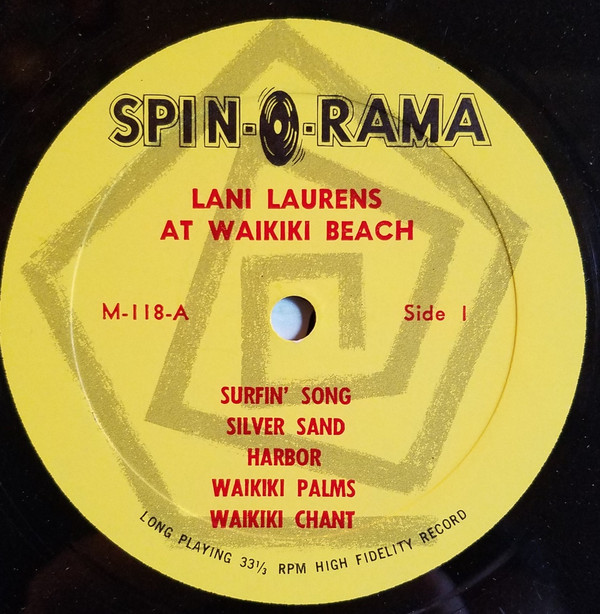 SPIN-O-RAMA
LANI LAURENS
AT WAIKIKI BEACH
M-118-A Side 1
SURFIN' SONG
SILVER SAND
HARBOR
WAIKIKI PALMS
WAIKIKI CHANT
LONG PLAYING 33⅓ RPM HIGH FIDELITY RECORD